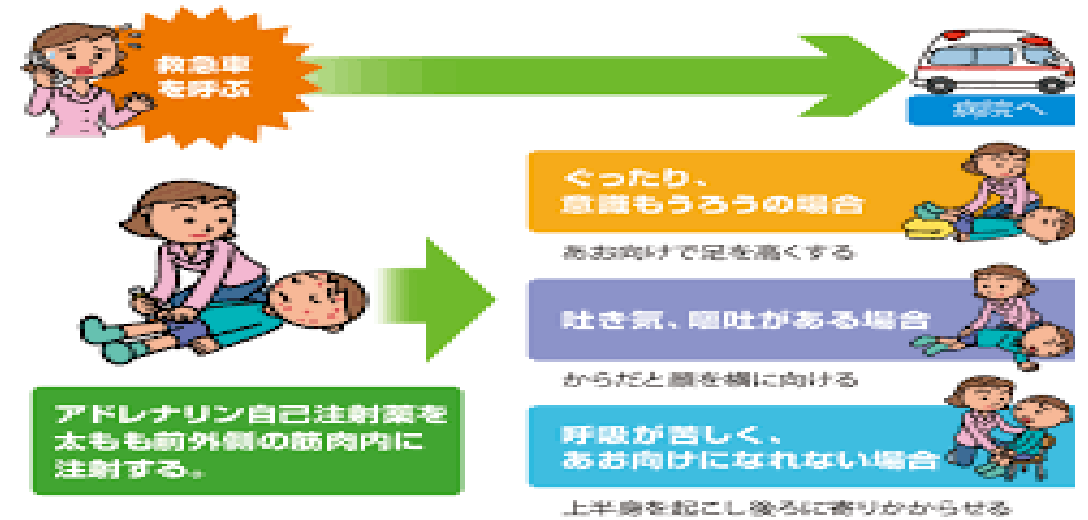 救急車
を呼ぶ
病院へ
ぐったり、
意識もうろうの場合
あお向けで足を高くする
吐き気、嘔吐がある場合
からだと顔を横に向ける
アドレナリン自己注射薬を
太もも前外側の筋肉内に
注射する。
呼吸が苦しく、
あお向けになれない場合
上半身を起こし後ろに寄りかからせる